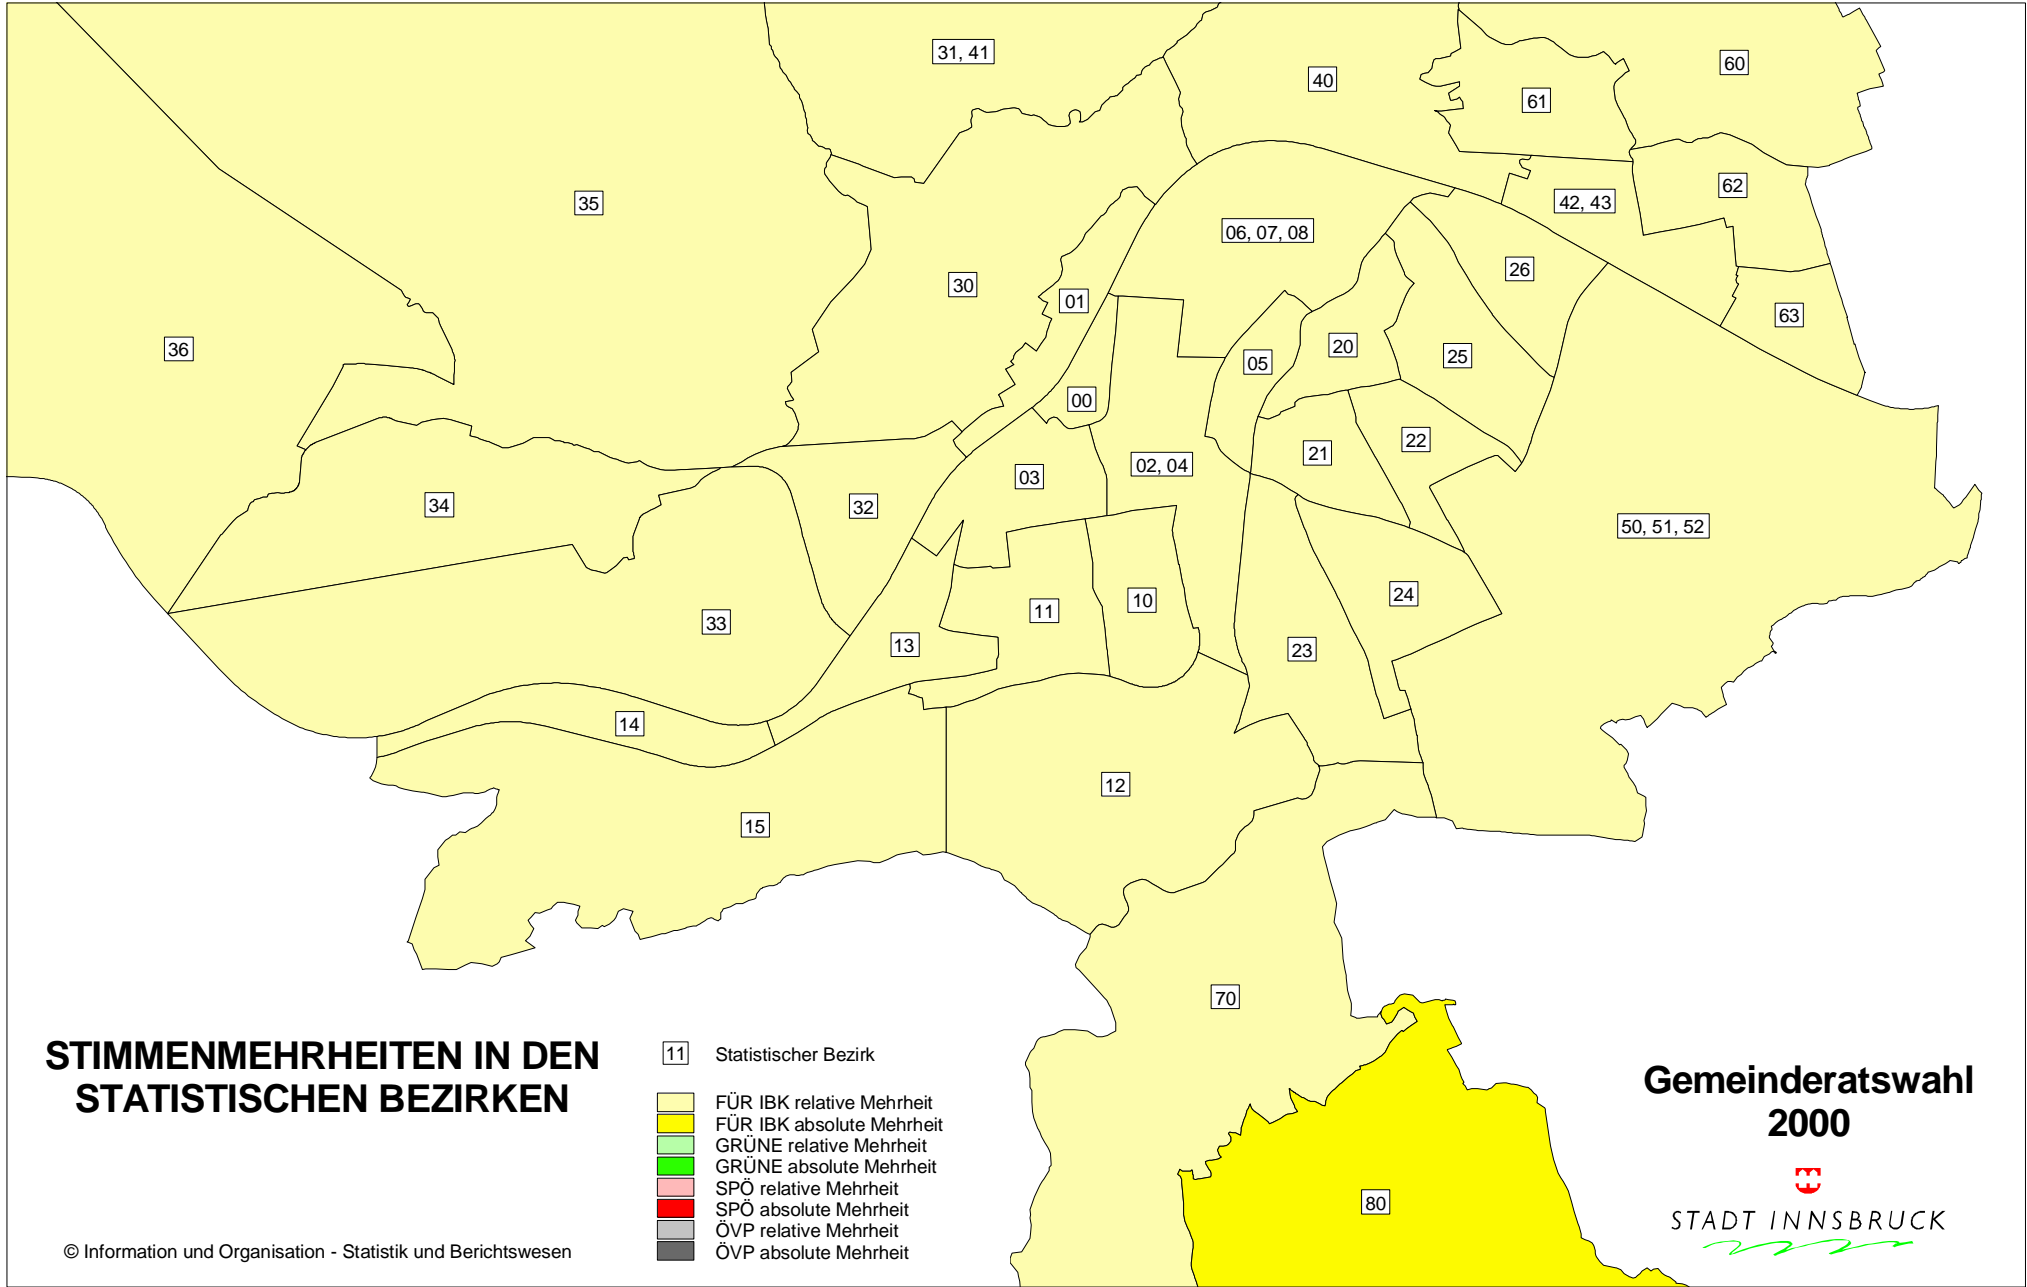 31, 41
40
60
61
35
42, 43
62
06, 07, 08
26
30
01
63
36
20
25
05
00
22
21
02, 04
03
34
32
50, 51, 52
24
10
11
33
13
23
14
12
15
70
80
STIMMENMEHRHEITEN IN DEN
STATISTISCHEN BEZIRKEN
© Information und Organisation - Statistik und Berichtswesen
11 Statistischer Bezirk
FÜR IBK relative Mehrheit
FÜR IBK absolute Mehrheit
GRÜNE relative Mehrheit
GRÜNE absolute Mehrheit
SPÖ relative Mehrheit
SPÖ absolute Mehrheit
ÖVP relative Mehrheit
ÖVP absolute Mehrheit
Gemeinderatswahl
2000
STADT INNSBRUCK